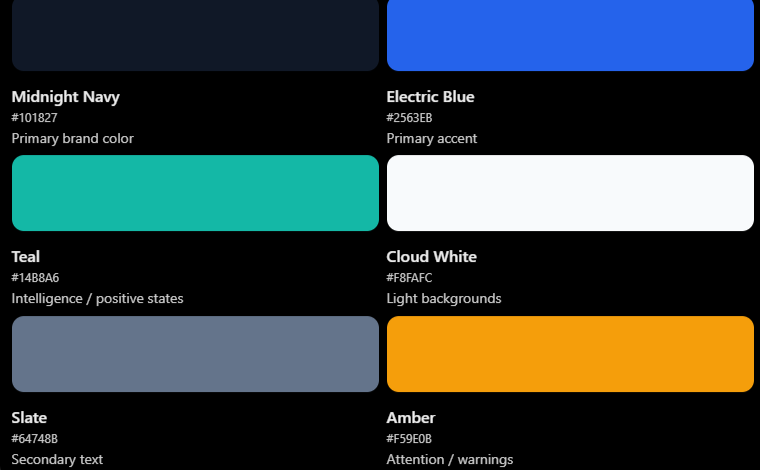 Midnight Navy
#101827
Primary brand color
Electric Blue
#2563EB
Primary accent
Teal
#14B8A6
Intelligence / positive states
Cloud White
#F8FAFC
Light backgrounds
Slate
#64748B
Secondary text
Amber
#F59E0B
Attention / warnings